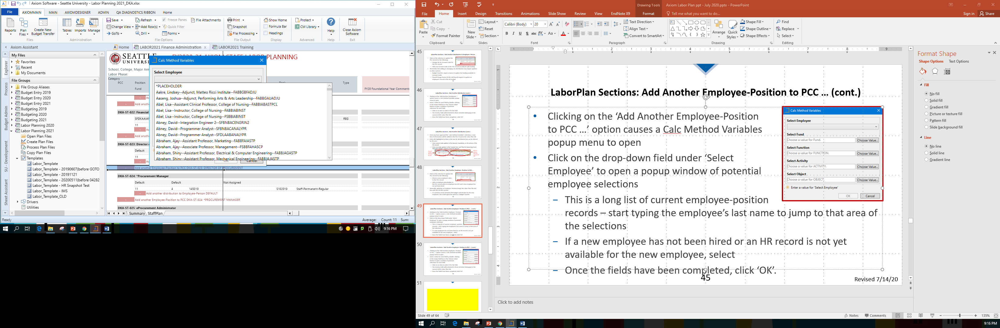 Axiom Software - Seattle University - Labor Planning 2021_DKA.xlsx
File AXIOMMAIN MAIN AXIOMDESIGNER ADMIN QA DIAGNOSTICS RIBBON Home
Reports
Plan Files
Create New Budget Transfer
Files
Tables Imports Manage
Administration
Save Refresh Freeze Panes File Attachments
Change View Add Row(s) Quick Filter
GoTo Drill Forms
File Options
Print
Snapshot
File Processing
File Output
Show Home
Formula Bar
Headings
Display
Protect
CM Library
Advanced
Help
Help
Close Axiom Software
Exit
Axiom Assistant
Home LABOR2021 Finance Administration x LABOR2021 Training
Explorer
Process
Budget Admin
SU - Development
Sheet Assistant
My Files
Favorites
Recent
My Documents
File Groups
File Group Aliases
Budget Entry 2019
Budget Entry 2020
Budget Entry 2021
Budgeting 2019
Budgeting 2020
Budgeting 2021
Labor Planning 2020
Labor Planning 2021
Open Plan Files
Create Plan Files
Process Plan Files
Copy Plan Files
Templates
Labor_Template
Labor_Template - 20190607(before GOTO
Labor_Template - 20191121
Labor_Template - 20200511(before 04282
Labor_Template - HR Snapshot Test
Labor_Template - IMS
Labor_Template_OLD
Drivers
Utilities
PLANNING
School, College, Major Are
Labor Phase:
Category
PCC Position Type
Fund FY20 Foundational Year Comments
Add anothe
DKA-ST-022: Financial
SFDKAAIAN REG
11
Add anothe
DKA-ST-023: Director o
Default
11
Add another Employee-Position to PCC DKA-ST-023: DIRECTOR OF PROCUREMENT
DKA-ST-024: *Procurement Manager
Default Default Not Assigned
11 4 145010 5102010 Staff-Permanent-Regular
Add another distribution to Employee-Person DEFAULT
Add another Employee-Position to PCC DKA-ST-024: *PROCUREMENT MANAGER
DKA-ST-025: eProcurement Administrator
Summary StaffPlan
Ready Average: Count: 11 Sum:
9:16 PM
Calc Method Variables
Select Employee
*PLACEHOLDER
Aakre, Lindsey--Adjunct, Matteo Ricci Institute--FABBGBFADJU
Aaseng, Joshua--Adjunct, Performing Arts & Arts Leadership--FABBGAUADJU
Abel, Lisa--Assistant Clinical Professor, College of Nursing--FABBIABASTPCL
Abel, Lisa--Instructor, College of Nursing--FABBIABINST
Abel, Lisa--Instructor, College of Nursing--FSBBIABINST
Abney, David--Integration Engineer 2--SFBNBACENGRIN2
Abney, David--Programmer Analyst--SFBNBACANALYPR
Abney, David--Programmer Analyst--SFDLAABANALYPR
Abraham, Ajay--Assistant Professor, Marketing--FABBFAIASTP
Abraham, Ajay--Associate Professor, Management--FSBBFAHASCP
Abraham, Shiny--Assistant Professor, Electrical & Computer Engineering--FABBJAGASTP
Abraham, Shiny--Assistant Professor, Mechanical Engineering--FABBJAJASTP
Cancel
Drawing Tools Axiom Labor Plan ppt - July 2020.pptx - PowerPoint
File Home Insert Design Transitions Animations Slide Show Review View EndNote X9 Format Tell me what you want to do... Sign in Share
Paste
Cut
Copy
Format Painter
Clipboard
New Slide
Layout
Reset
Section
Slides
Calibri (Body) 20
Font
Text Direction
Align Text
Convert to SmartArt
Paragraph
Arrange
Quick Styles
Shape Fill
Shape Outline
Shape Effects
Drawing
Find
Replace
Select
Editing
45
46
47
48
49
50
51
LaborPlan Sections: Add Another Employee-Position to PCC ... (cont.)
• Clicking on the ‘Add Another Employee-Position
to PCC ...’ option causes a Calc Method Variables
popup menu to open
• Click on the drop-down field under ‘Select
Employee’ to open a popup window of potential
employee selections
– This is a long list of current employee-position
records – start typing the employee’s last name to jump to that area of
the selections
– If a new employee has not been hired or an HR record is not yet
available for the new employee, select
– Once the fields have been completed, click ‘OK’.
45
Revised 7/14/20
Calc Method Variables
Select Employee
Select Fund
Choose a value for Fund. Choose Value...
Select Function
Choose a value for FUNCTION. Choose Value...
Select Activity
Choose a value for ACTIVITY. Choose Value...
Select Object
Choose a value for OBJECT. Choose Value...
Enter a value for 'Select Employee'
OK Cancel
Click to add notes
Format Shape
Shape Options Text Options
Fill
No fill
Solid fill
Gradient fill
Picture or texture fill
Pattern fill
Slide background fill
Line
No line
Solid line
Gradient line
Slide 49 of 64 Notes Comments 135%
9:16 PM